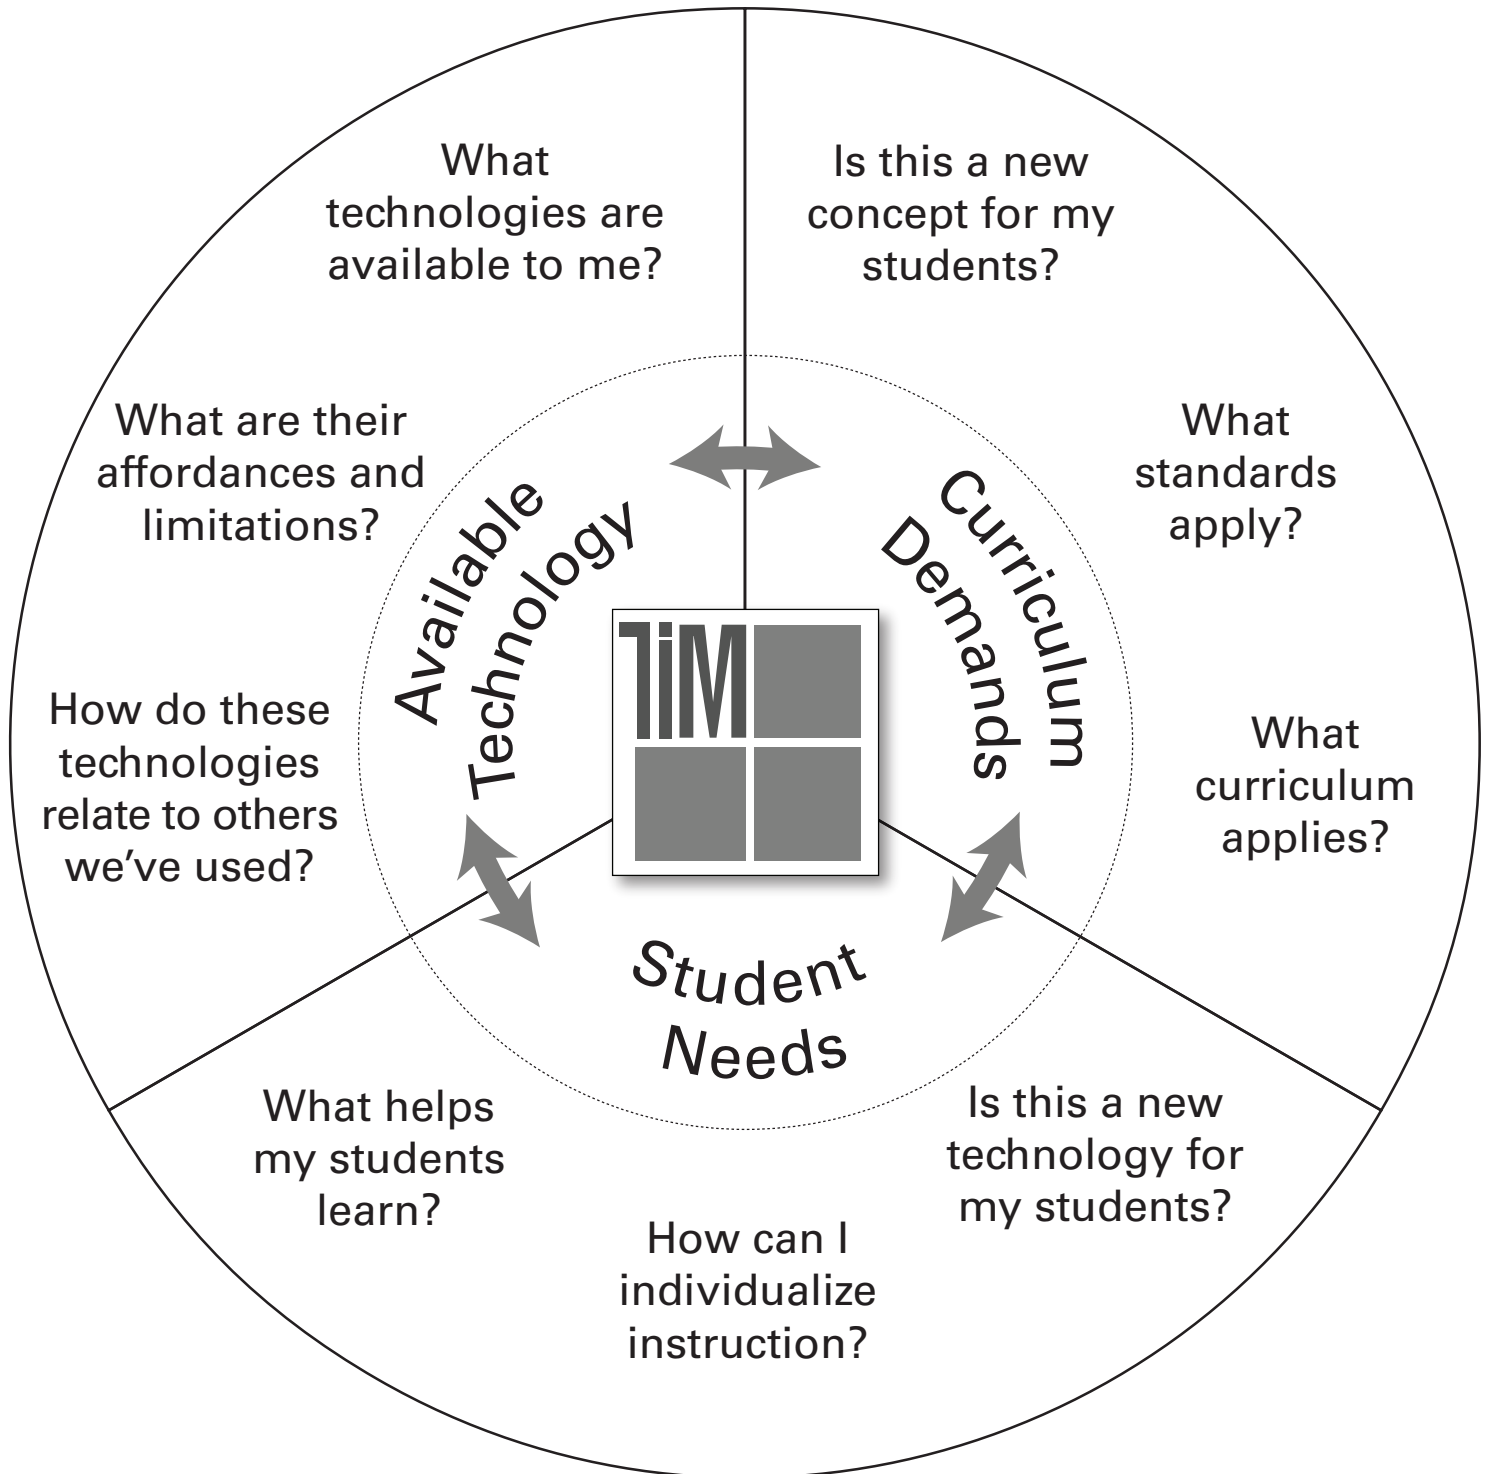 What
technologies are
available to me?
Is this a new
concept for my
students?
What are their
affordances and
limitations?
What
standards
apply?
Available
Technology
Curriculum
Demands
TiM
How do these
technologies
relate to others
we've used?
What
curriculum
applies?
Student
Needs
What helps
my students
learn?
How can I
individualize
instruction?
Is this a new
technology for
my students?